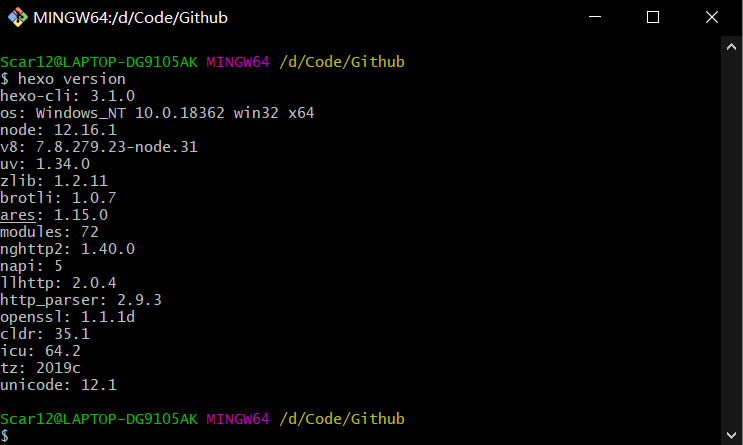 MINGW64:/d/Code/Github
Scar12@LAPTOP-DG9105AK MINGW64 /d/Code/Github
$ hexo version
hexo-cli: 3.1.0
os: Windows_NT 10.0.18362 win32 x64
node: 12.16.1
v8: 7.8.279.23-node.31
uv: 1.34.0
zlib: 1.2.11
brotli: 1.0.7
ares: 1.15.0
modules: 72
nghttp2: 1.40.0
napi: 5
llhttp: 2.0.4
http_parser: 2.9.3
openssl: 1.1.1d
cldr: 35.1
icu: 64.2
tz: 2019c
unicode: 12.1
Scar12@LAPTOP-DG9105AK MINGW64 /d/Code/Github
$